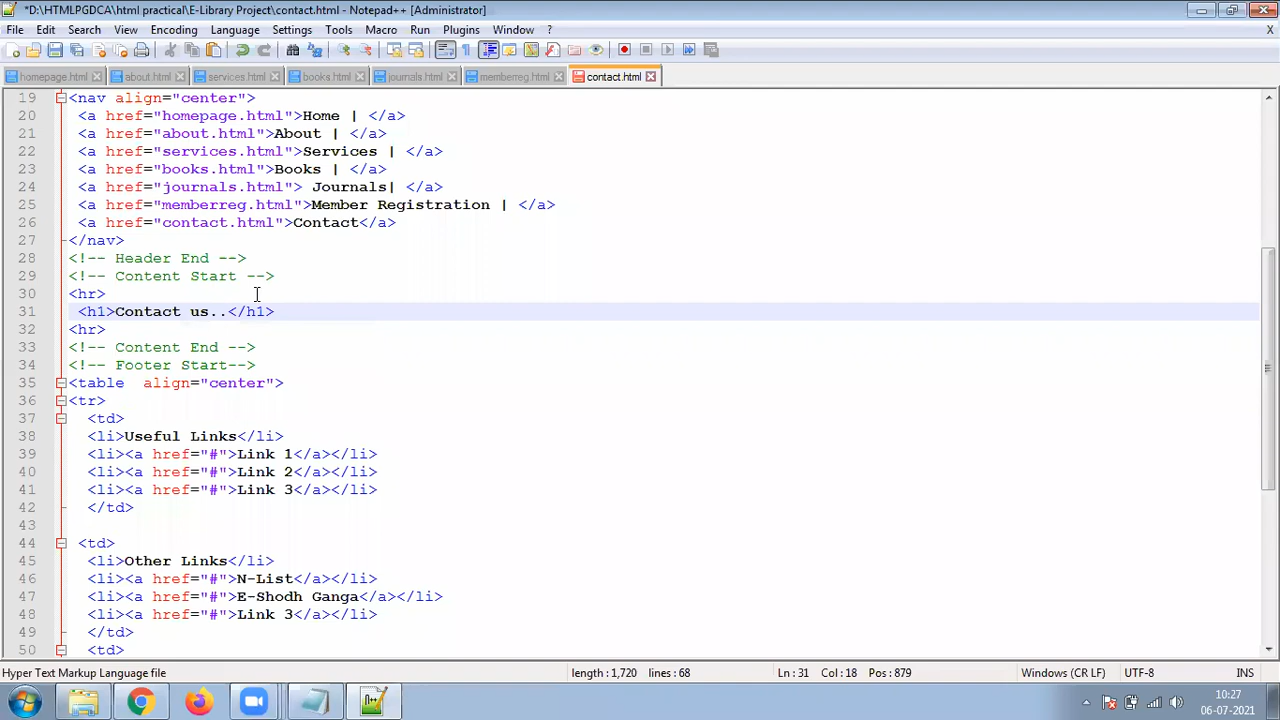 *D:\HTMLPGDCA\html practical\E-Library Project\contact.html - Notepad++ [Administrator]
File Edit Search View Encoding Language Settings Tools Macro Run Plugins Window ? X
homepage.html about.html services.html books.html journals.html memberreg.html contact.html
19 <nav align="center">
20 <a href="homepage.html">Home | </a>
21 <a href="about.html">About | </a>
22 <a href="services.html">Services | </a>
23 <a href="books.html">Books | </a>
24 <a href="journals.html"> Journals| </a>
25 <a href="memberreg.html">Member Registration | </a>
26 <a href="contact.html">Contact</a>
27 </nav>
28 <!-- Header End -->
29 <!-- Content Start -->
30 <hr>
31 <h1>Contact us..</h1>
32 <hr>
33 <!-- Content End -->
34 <!-- Footer Start-->
35 <table  align="center">
36 <tr>
37 <td>
38 <li>Useful Links</li>
39 <li><a href="#">Link 1</a></li>
40 <li><a href="#">Link 2</a></li>
41 <li><a href="#">Link 3</a></li>
42 </td>
43
44 <td>
45 <li>Other Links</li>
46 <li><a href="#">N-List</a></li>
47 <li><a href="#">E-Shodh Ganga</a></li>
48 <li><a href="#">Link 3</a></li>
49 </td>
50 <td>
Hyper Text Markup Language file length : 1,720 lines : 68 Ln : 31 Col : 18 Pos : 879 Windows (CR LF) UTF-8 INS
10:27
06-07-2021